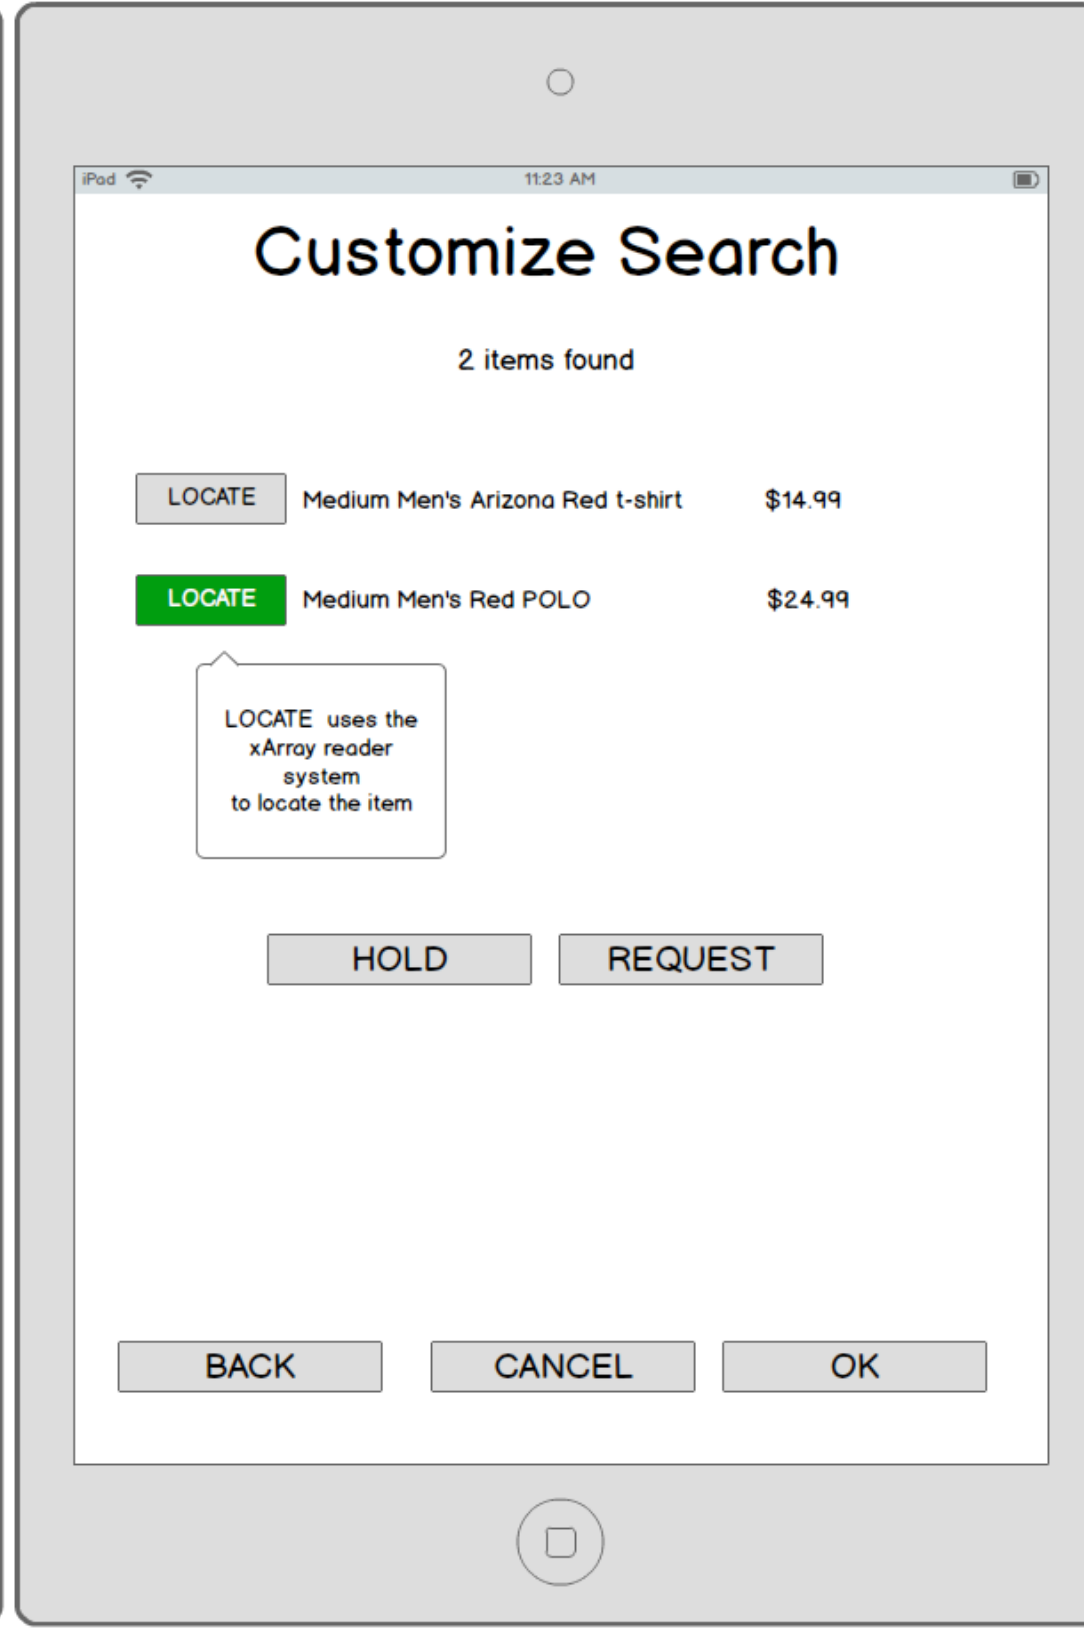 iPad 11:23 AM
Customize Search
2 items found
LOCATE Medium Men's Arizona Red t-shirt $14.99
LOCATE Medium Men's Red POLO $24.99
LOCATE uses the
xArray reader
system
to locate the item
HOLD REQUEST
BACK CANCEL OK